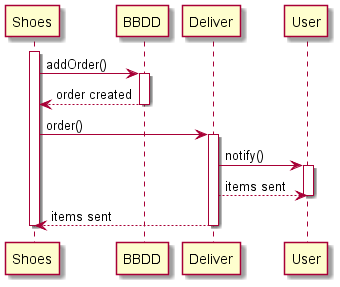 Shoes BBDD Deliver User
addOrder()
order created
order()
notify()
items sent
items sent
Shoes BBDD Deliver User